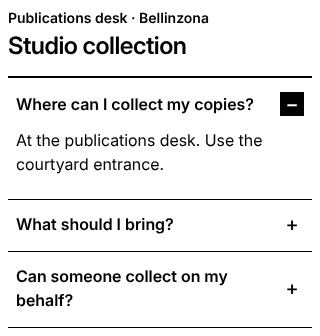 Publications desk · Bellinzona
Studio collection
Where can I collect my copies?
At the publications desk. Use the
courtyard entrance.
What should I bring?
Can someone collect on my
behalf?